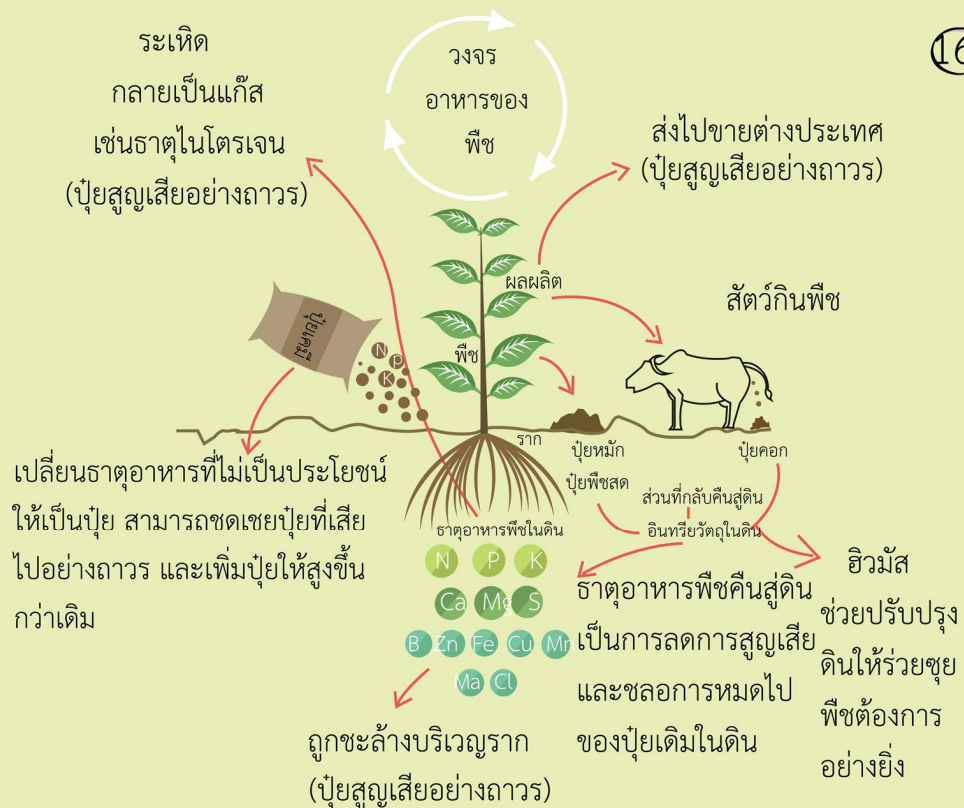 16
ระเหิด
กลายเป็นแก๊ส
เช่นธาตุไนโตรเจน
(ปุ๋ยสูญเสียอย่างถาวร)
วงจร
อาหารของ
พืช
ส่งไปขายต่างประเทศ
(ปุ๋ยสูญเสียอย่างถาวร)
ผลผลิต
สัตว์กินพืช
ปุ๋ยเคมี
N
P
K
พืช
ราก
ปุ๋ยหมัก
ปุ๋ยพืชสด
ปุ๋ยคอก
ส่วนที่กลับคืนสู่ดิน
อินทรียวัตถุในดิน
เปลี่ยนธาตุอาหารที่ไม่เป็นประโยชน์
ให้เป็นปุ๋ย สามารถชดเชยปุ๋ยที่เสีย
ไปอย่างถาวร และเพิ่มปุ๋ยให้สูงขึ้น
กว่าเดิม
ธาตุอาหารพืชในดิน
N P K
Ca Mg S
B Zn Fe Cu Mn
Ma Cl
ถูกชะล้างบริเวญราก
(ปุ๋ยสูญเสียอย่างถาวร)
ธาตุอาหารพืชคืนสู่ดิน
เป็นการลดการสูญเสีย
และชลอการหมดไป
ของปุ๋ยเดิมในดิน
ฮิวมัส
ช่วยปรับปรุง
ดินให้ร่วยซุย
พืชต้องการ
อย่างยิ่ง